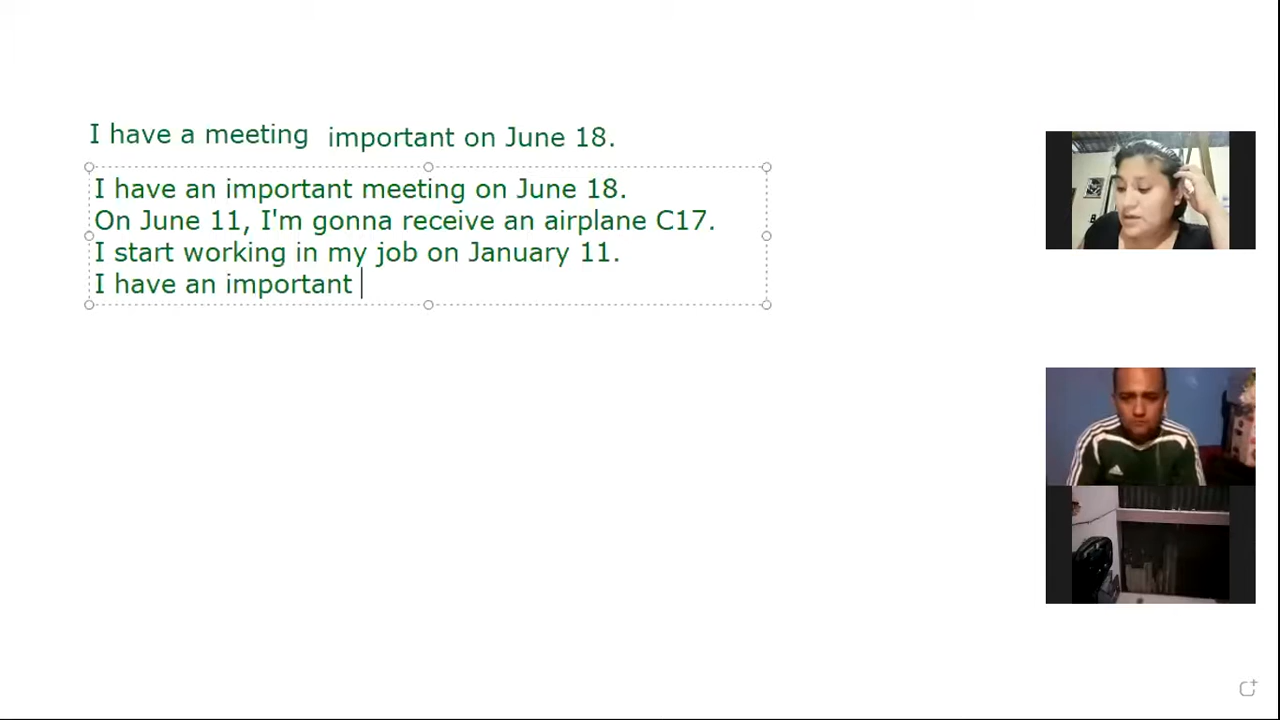 I have a meeting important on June 18.
I have an important meeting on June 18.
On June 11, I'm gonna receive an airplane C17.
I start working in my job on January 11.
I have an important